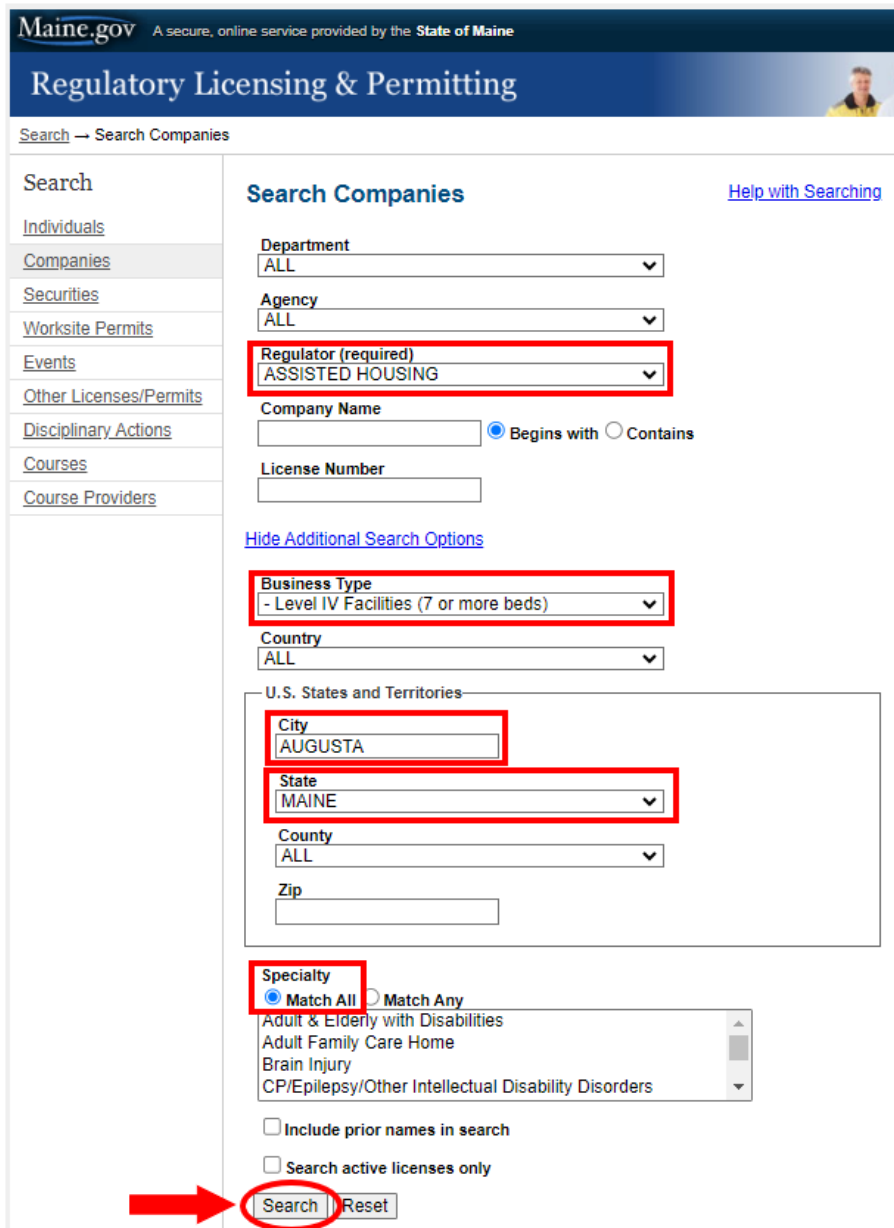 Maine.gov A secure, online service provided by the State of Maine
Regulatory Licensing & Permitting
Search → Search Companies
Search
Individuals
Companies
Securities
Worksite Permits
Events
Other Licenses/Permits
Disciplinary Actions
Courses
Course Providers
Search Companies
Help with Searching
Department
ALL
Agency
ALL
Regulator (required)
ASSISTED HOUSING
Company Name
Begins with Contains
License Number
Hide Additional Search Options
Business Type
- Level IV Facilities (7 or more beds)
Country
ALL
U.S. States and Territories
City
AUGUSTA
State
MAINE
County
ALL
Zip
Specialty
Match All Match Any
Adult & Elderly with Disabilities
Adult Family Care Home
Brain Injury
CP/Epilepsy/Other Intellectual Disability Disorders
Include prior names in search
Search active licenses only
Search Reset